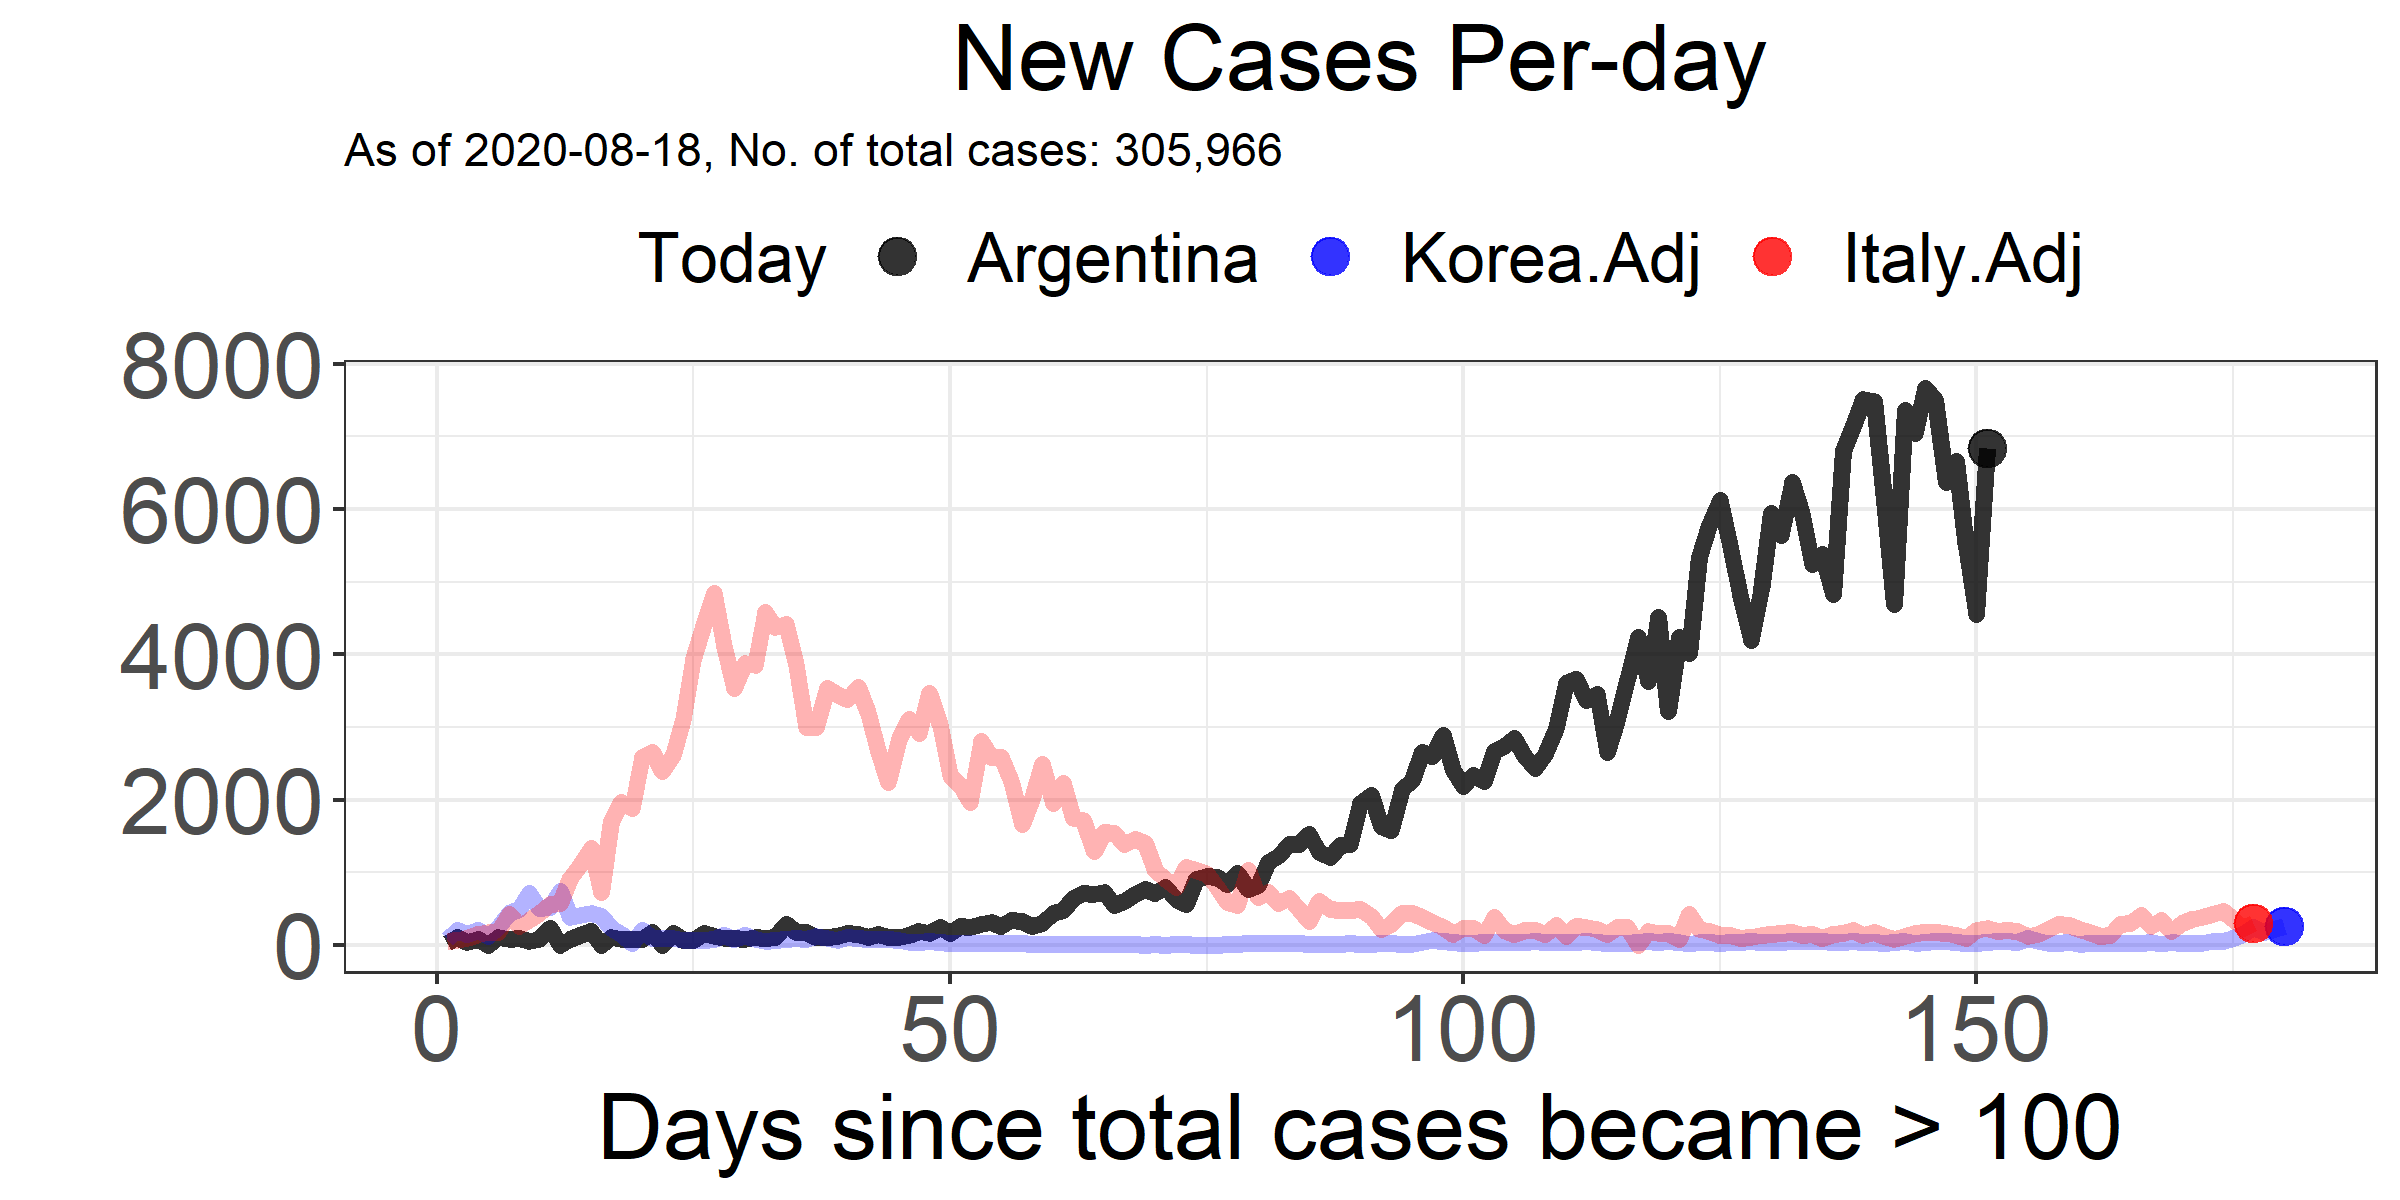 New Cases Per-day
As of 2020-08-18, No. of total cases: 305,966
Today Argentina Korea.Adj Italy.Adj
8000
6000
4000
2000
0
0 50 100 150
Days since total cases became > 100